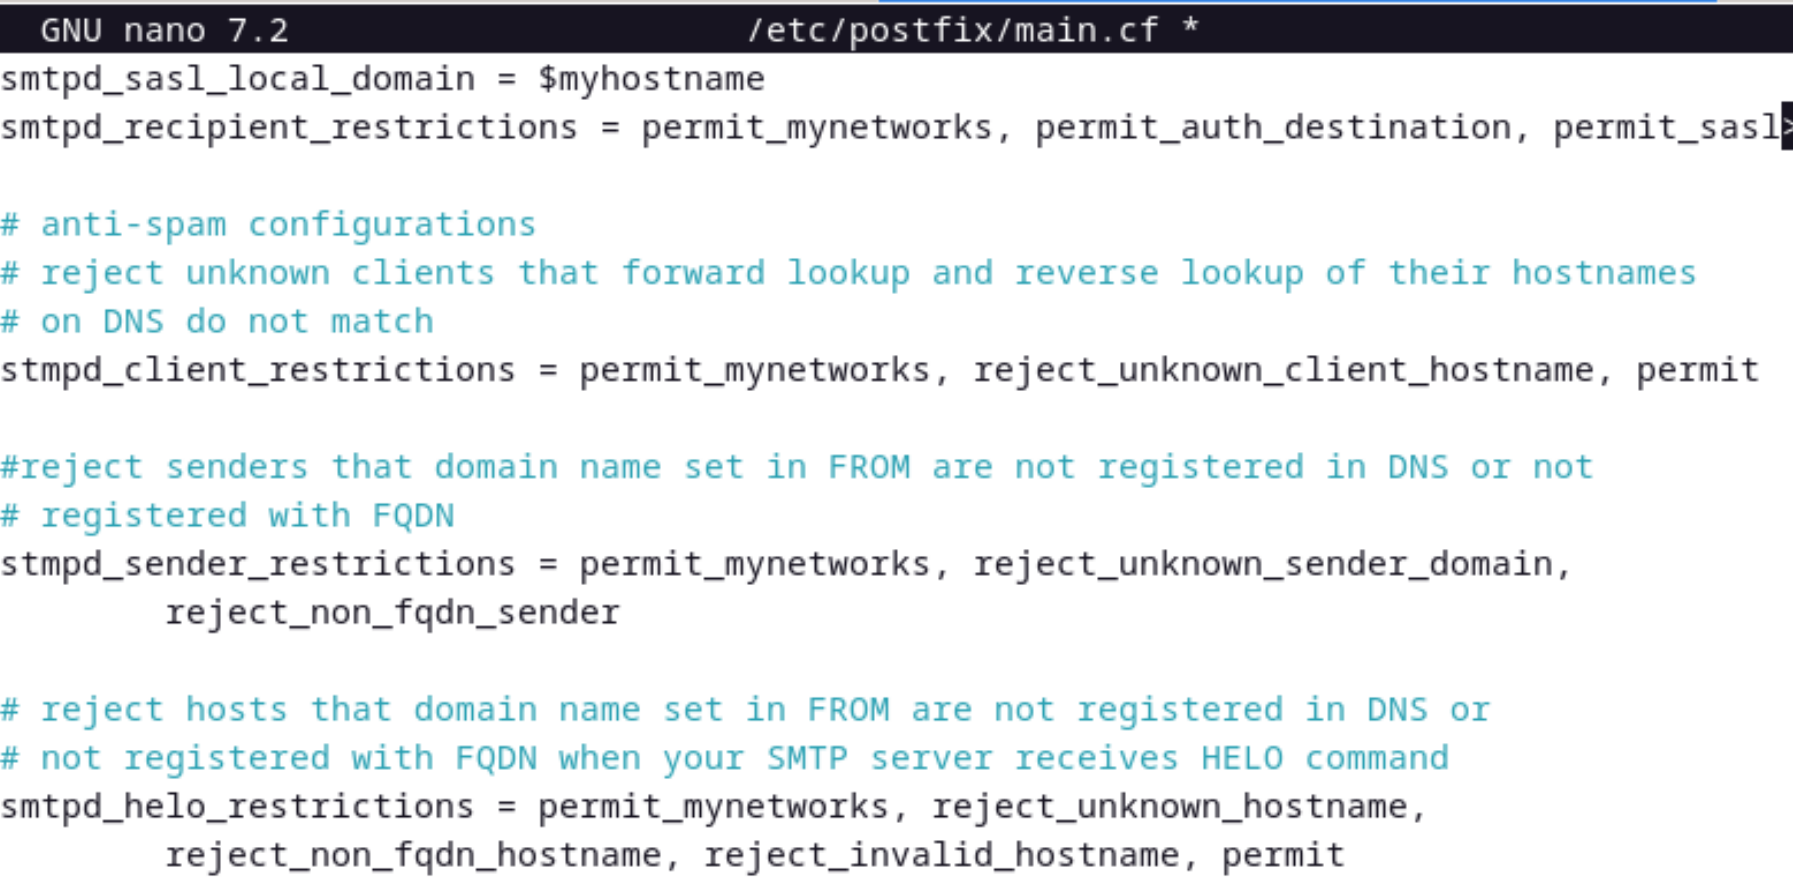 GNU nano 7.2 /etc/postfix/main.cf *
smtpd_sasl_local_domain = $myhostname
smtpd_recipient_restrictions = permit_mynetworks, permit_auth_destination, permit_sasl>
# anti-spam configurations
# reject unknown clients that forward lookup and reverse lookup of their hostnames
# on DNS do not match
stmpd_client_restrictions = permit_mynetworks, reject_unknown_client_hostname, permit
#reject senders that domain name set in FROM are not registered in DNS or not
# registered with FQDN
stmpd_sender_restrictions = permit_mynetworks, reject_unknown_sender_domain,
reject_non_fqdn_sender
# reject hosts that domain name set in FROM are not registered in DNS or
# not registered with FQDN when your SMTP server receives HELO command
smtpd_helo_restrictions = permit_mynetworks, reject_unknown_hostname,
reject_non_fqdn_hostname, reject_invalid_hostname, permit